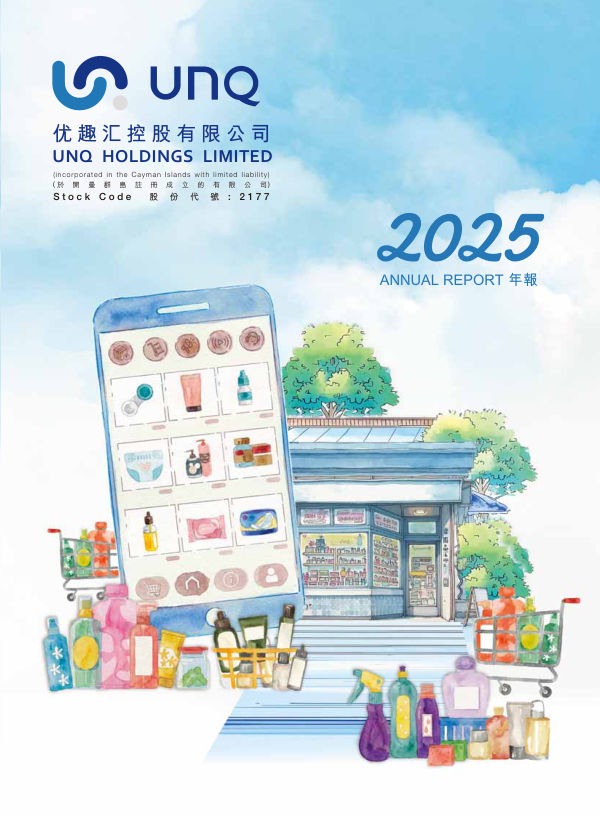 UNQ
优趣汇控股有限公司
UNQ HOLDINGS LIMITED
(incorporated in the Cayman Islands with limited liability)
(於開曼群島註冊成立的有限公司)
Stock Code 股份代號：2177
2025
ANNUAL REPORT 年報